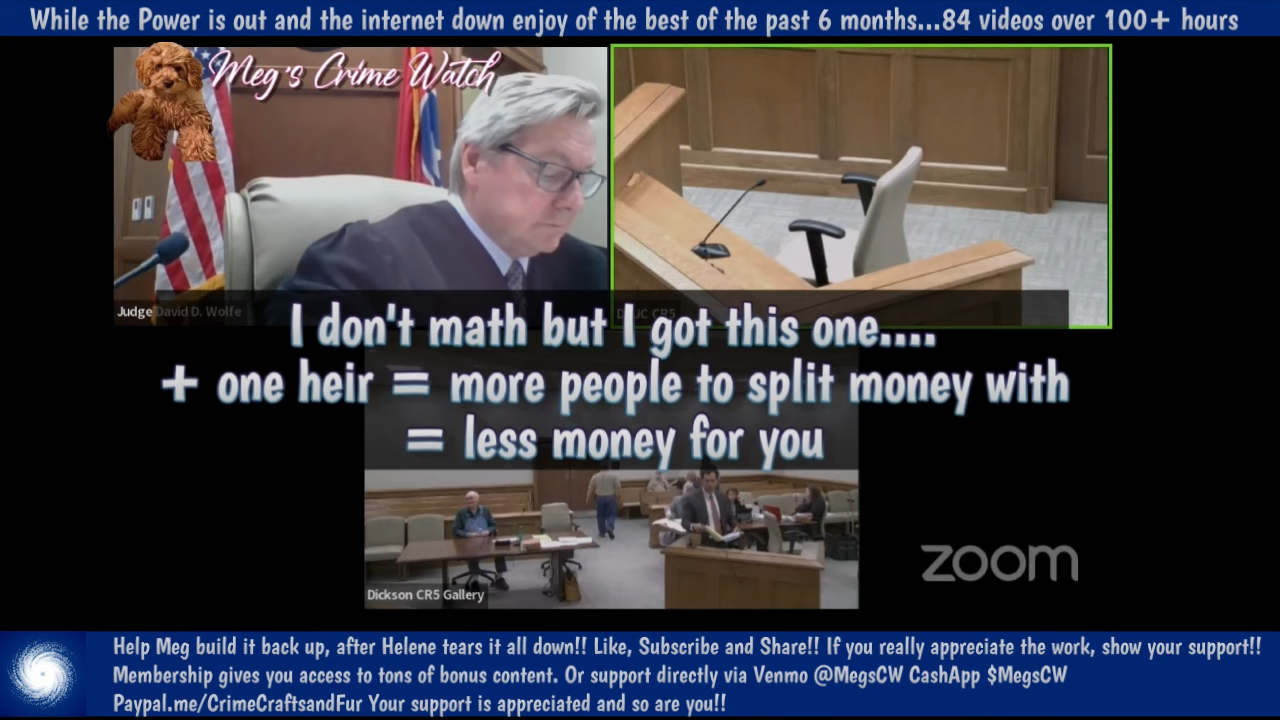 While the Power is out and the internet down enjoy of the best of the past 6 months...84 videos over 100+ hours
Meg's Crime Watch
Judge David D. Wolfe
CR5
I don't math but I got this one....
+ one heir = more people to split money with
= less money for you
Dickson CR5 Gallery
zoom
Help Meg build it back up, after Helene tears it all down!! Like, Subscribe and Share!! If you really appreciate the work, show your support!!
Membership gives you access to tons of bonus content. Or support directly via Venmo @MegsCW CashApp $MegsCW
Paypal.me/CrimeCraftsandFur Your support is appreciated and so are you!!